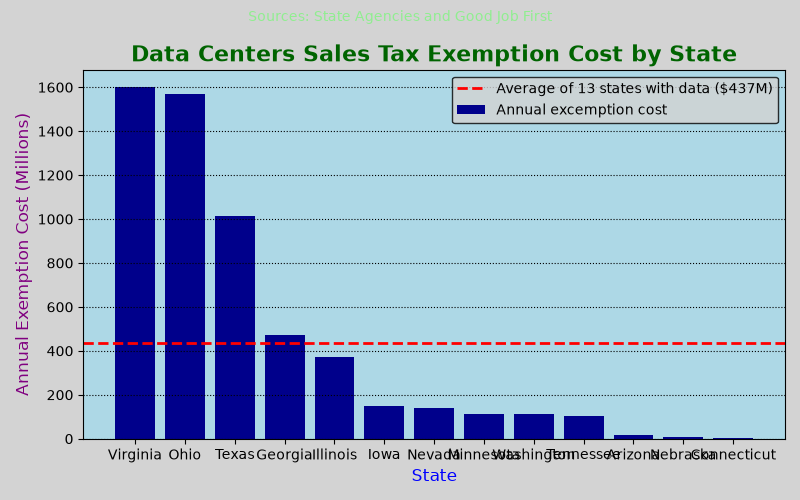 Sources: State Agencies and Good Job First
Data Centers Sales Tax Exemption Cost by State
Average of 13 states with data ($437M)
Annual excemption cost
Annual Exemption Cost (Millions)
1600
1400
1200
1000
800
600
400
200
0
Virginia Ohio Texas Georgia Illinois Iowa Nevada Minnesota Washington Tennessee Arizona Nebraska Connecticut
State